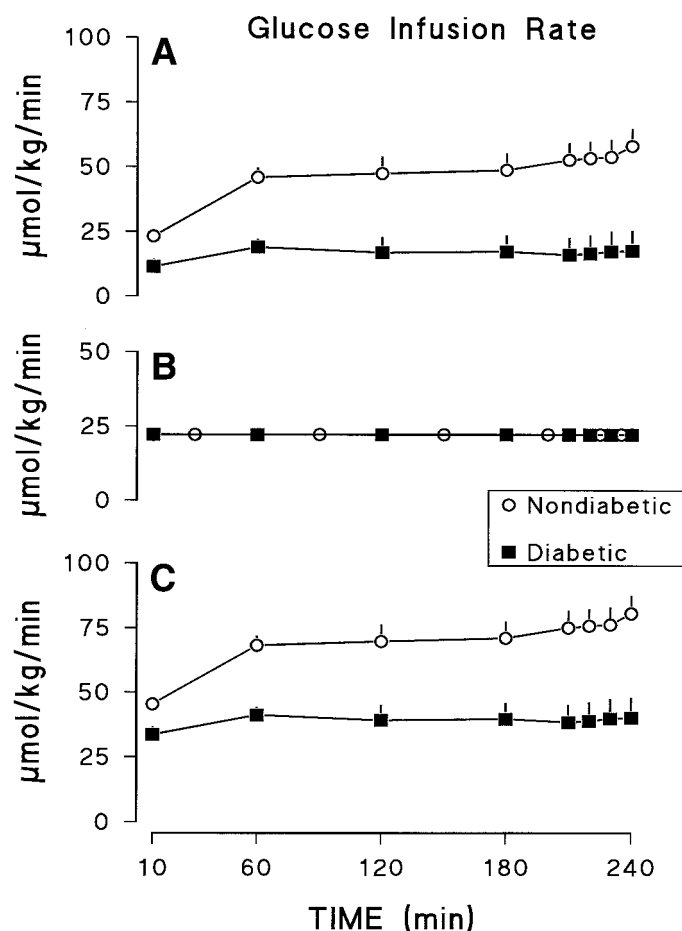 Glucose Infusion Rate
A
100
75
50
25
0
µmol/kg/min
B
50
25
0
µmol/kg/min
Nondiabetic
Diabetic
C
100
75
50
25
0
µmol/kg/min
10 60 120 180 240
TIME (min)